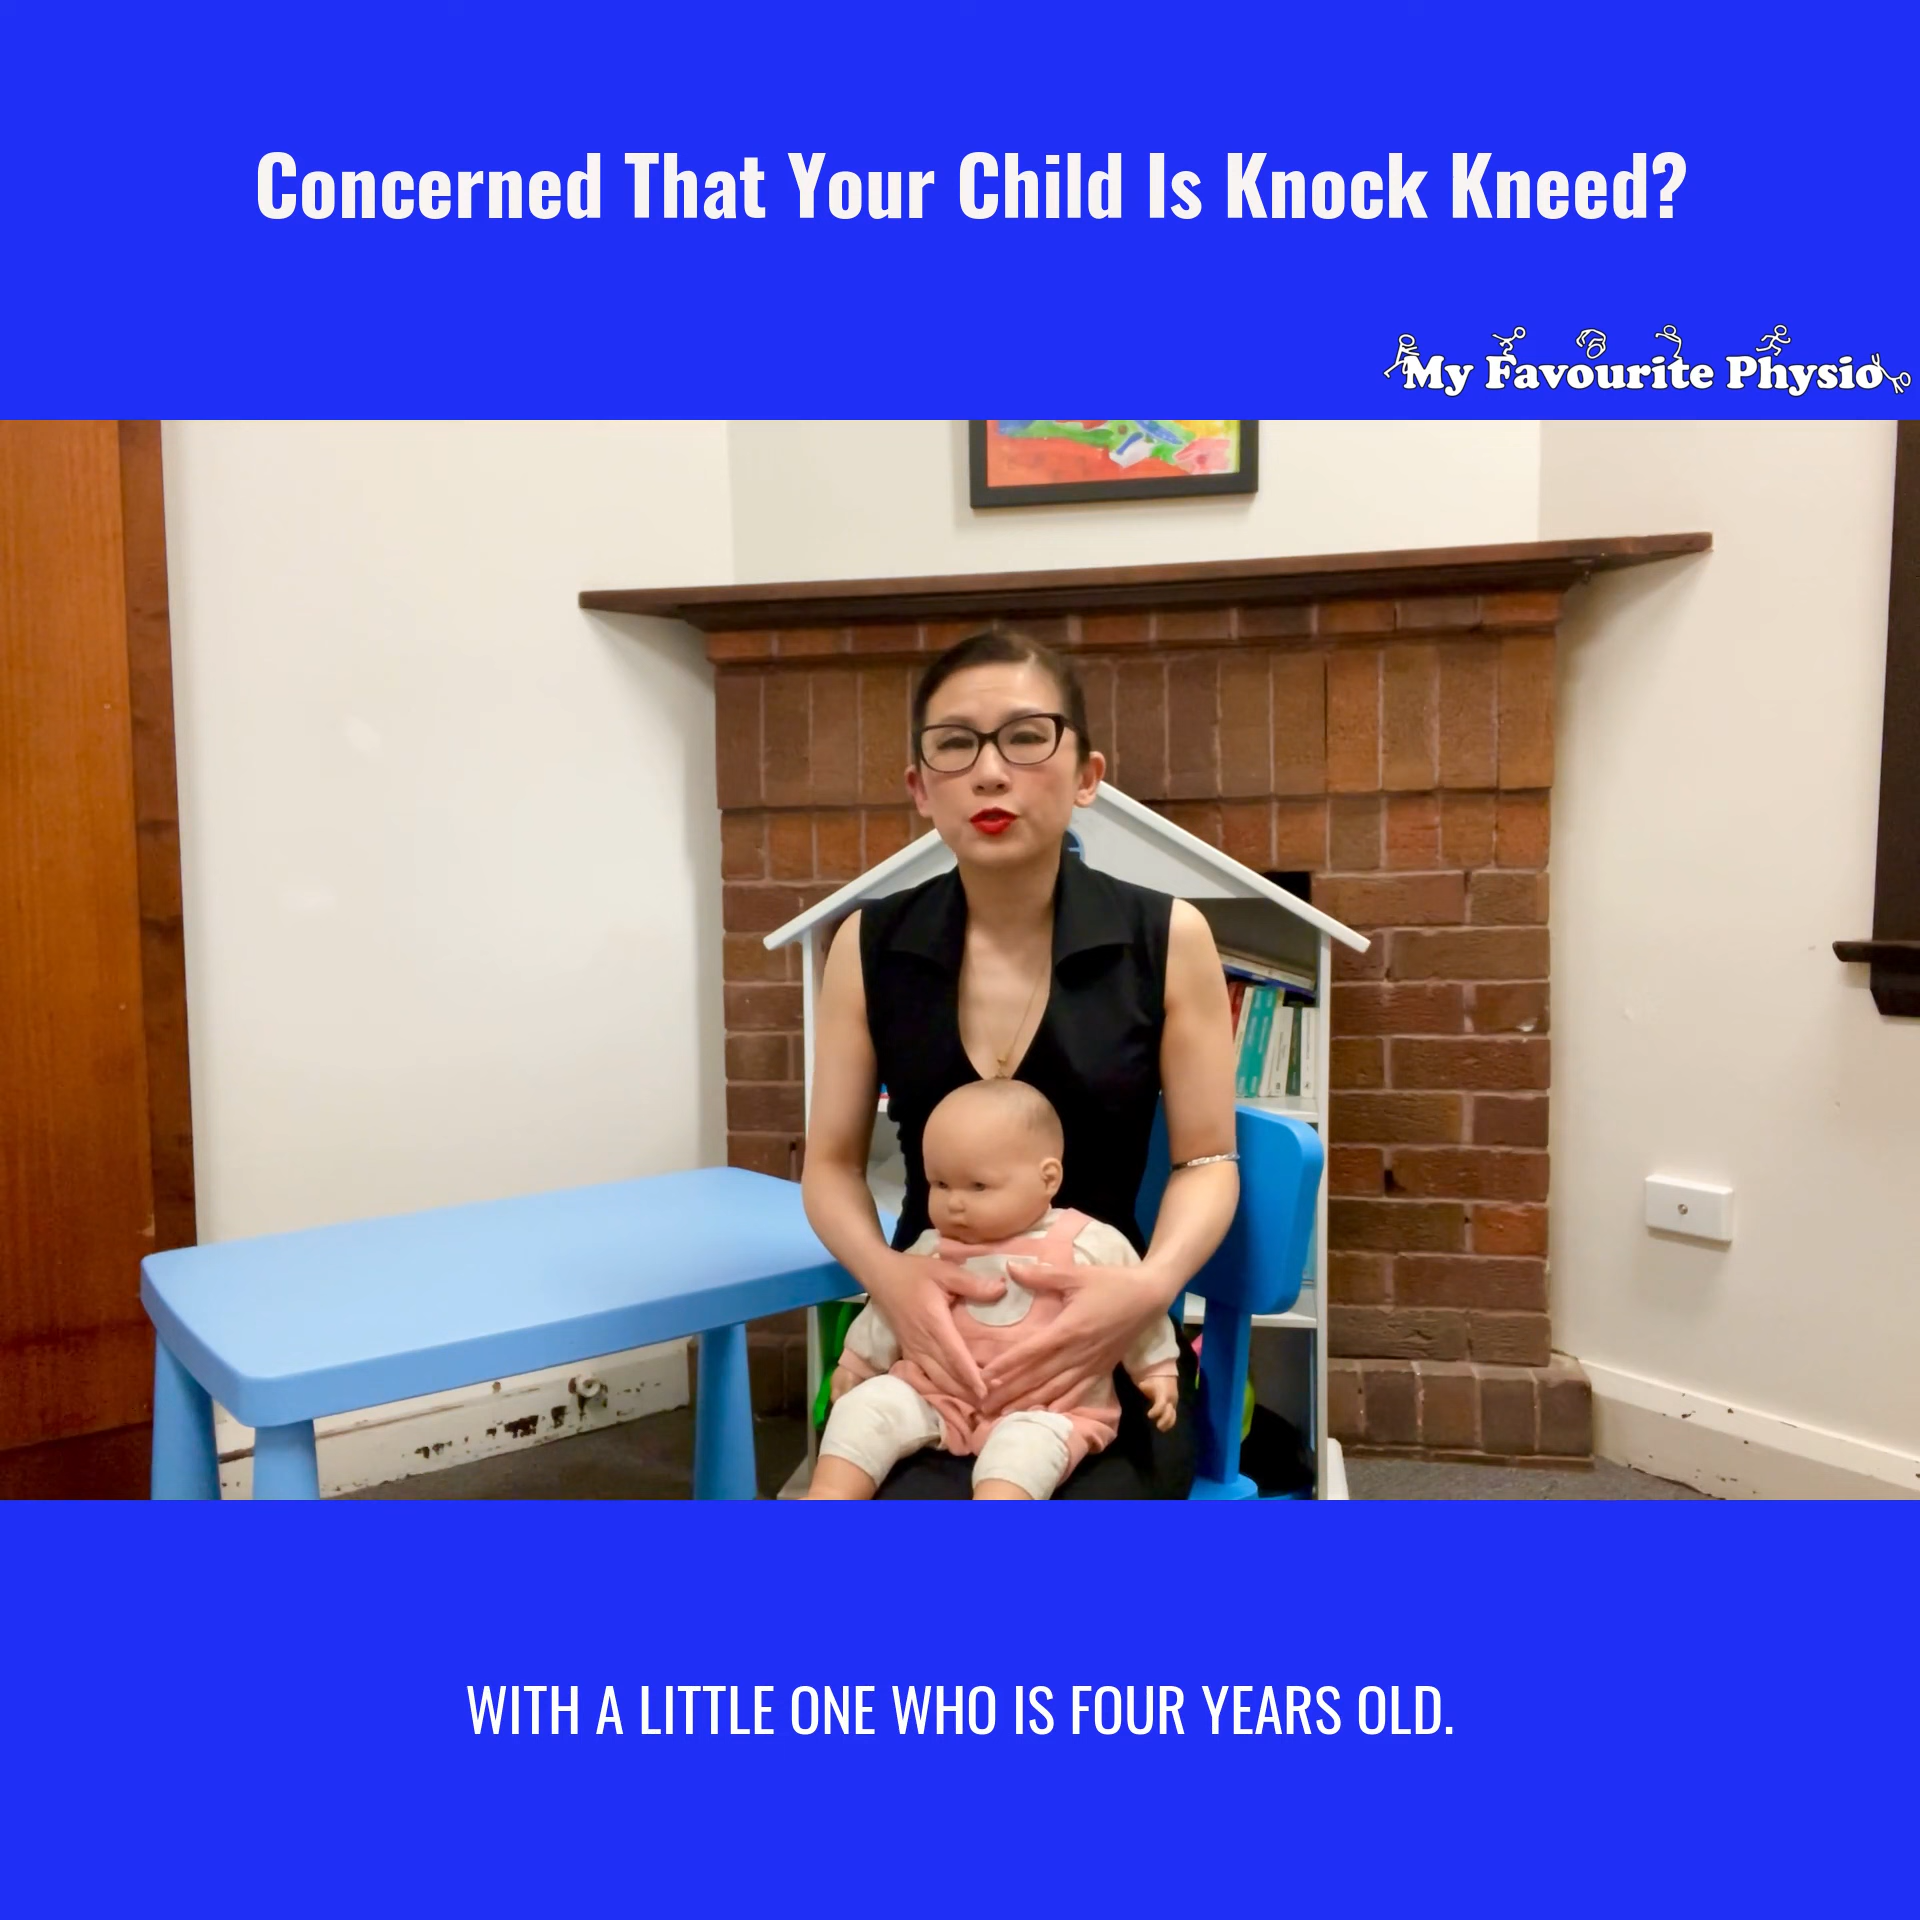 Concerned That Your Child Is Knock Kneed?
My Favourite Physio
WITH A LITTLE ONE WHO IS FOUR YEARS OLD.